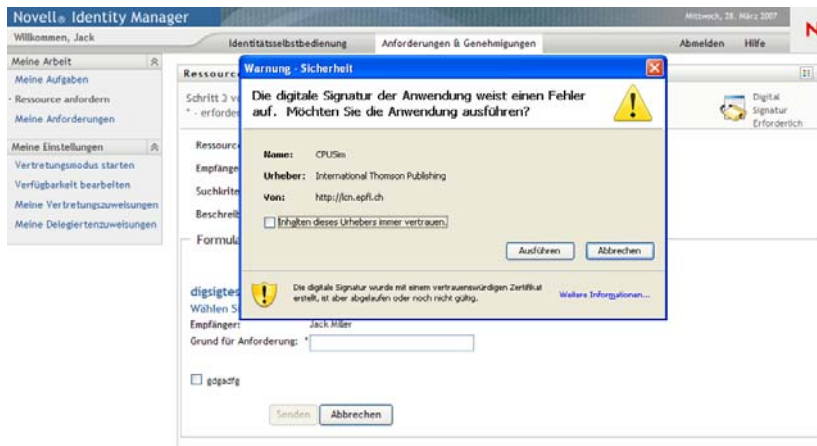 Novell® Identity Manager
Mittwoch, 28. März 2007
Willkommen, Jack
Identitätsselbstbedienung
Anforderungen & Genehmigungen
Abmelden
Hilfe
N
Meine Arbeit
Meine Aufgaben
Ressource anfordern
Meine Anforderungen
Meine Einstellungen
Vertretungsmodus starten
Verfügbarkeit bearbeiten
Meine Vertretungszuweisungen
Meine Delegiertenzuweisungen
Ressourc
Schritt 3 v
* - erforder
Digital
Signatur
Erforderlich
Ressourc
Empfänge
Suchkrite
Beschreib
Formula
Warnung - Sicherheit
Die digitale Signatur der Anwendung weist einen Fehler
auf. Möchten Sie die Anwendung ausführen?
Name: CPUSim
Urheber: International Thomson Publishing
Von: http://lcn.epfl.ch
Inhalten dieses Urhebers immer vertrauen.
Ausführen
Abbrechen
Die digitale Signatur wurde mit einem vertrauenswürdigen Zertifikat
erstellt, ist aber abgelaufen oder noch nicht gültig.
Weitere Informationen...
digsigtes
Wählen Si
Empfänger: Jack Miller
Grund für Anforderung: *
Senden
Abbrechen